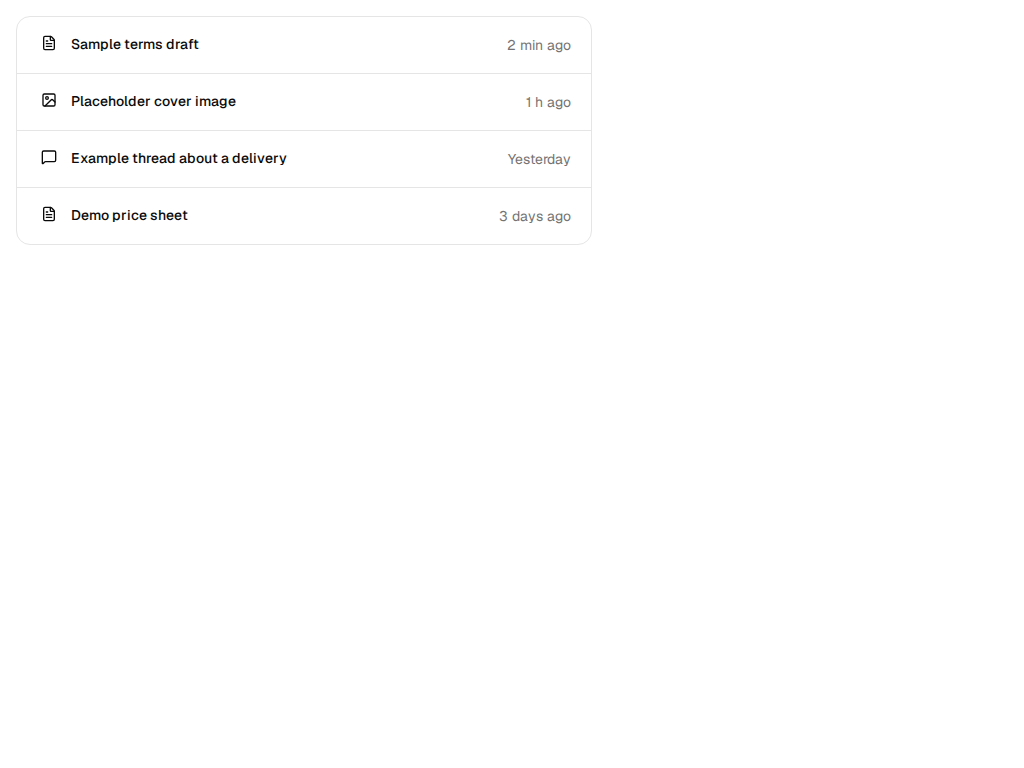 Sample terms draft 2 min ago
Placeholder cover image 1 h ago
Example thread about a delivery Yesterday
Demo price sheet 3 days ago